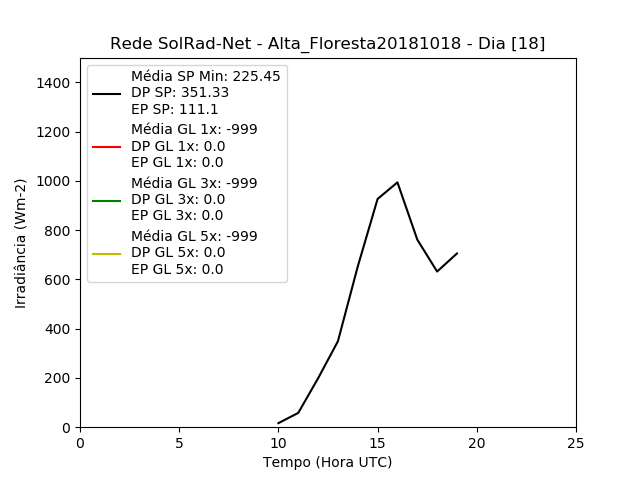 Rede SolRad-Net - Alta_Floresta20181018 - Dia [18]
Média SP Min: 225.45
DP SP: 351.33
EP SP: 111.1
Média GL 1x: -999
DP GL 1x: 0.0
EP GL 1x: 0.0
Média GL 3x: -999
DP GL 3x: 0.0
EP GL 3x: 0.0
Média GL 5x: -999
DP GL 5x: 0.0
EP GL 5x: 0.0
Irradiância (Wm-2)
1400
1200
1000
800
600
400
200
0
0 5 10 15 20 25
Tempo (Hora UTC)